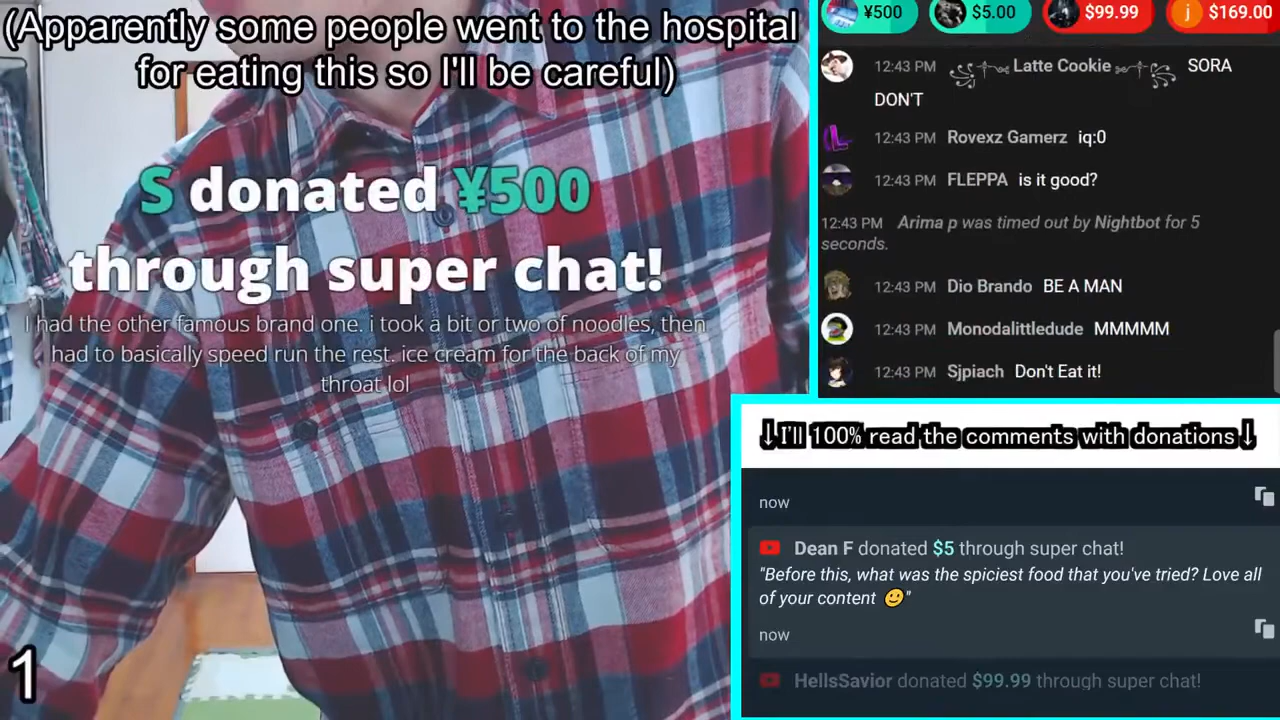 (Apparently some people went to the hospital
for eating this so I'll be careful)
S donated ¥500
through super chat!
I had the other famous brand one. i took a bit or two of noodles, then
had to basically speed run the rest. ice cream for the back of my
throat lol
1
¥500 $5.00 $99.99 j $169.00
12:43 PM Latte Cookie SORA
DON'T
12:43 PM Rovexz Gamerz iq:0
12:43 PM FLEPPA is it good?
12:43 PM Arima p was timed out by Nightbot for 5
seconds.
12:43 PM Dio Brando BE A MAN
12:43 PM Monodalittledude MMMMM
12:43 PM Sjpiach Don't Eat it!
↓I'll 100% read the comments with donations↓
now
Dean F donated $5 through super chat!
"Before this, what was the spiciest food that you've tried? Love all
of your content 😀"
now
HellsSavior donated $99.99 through super chat!